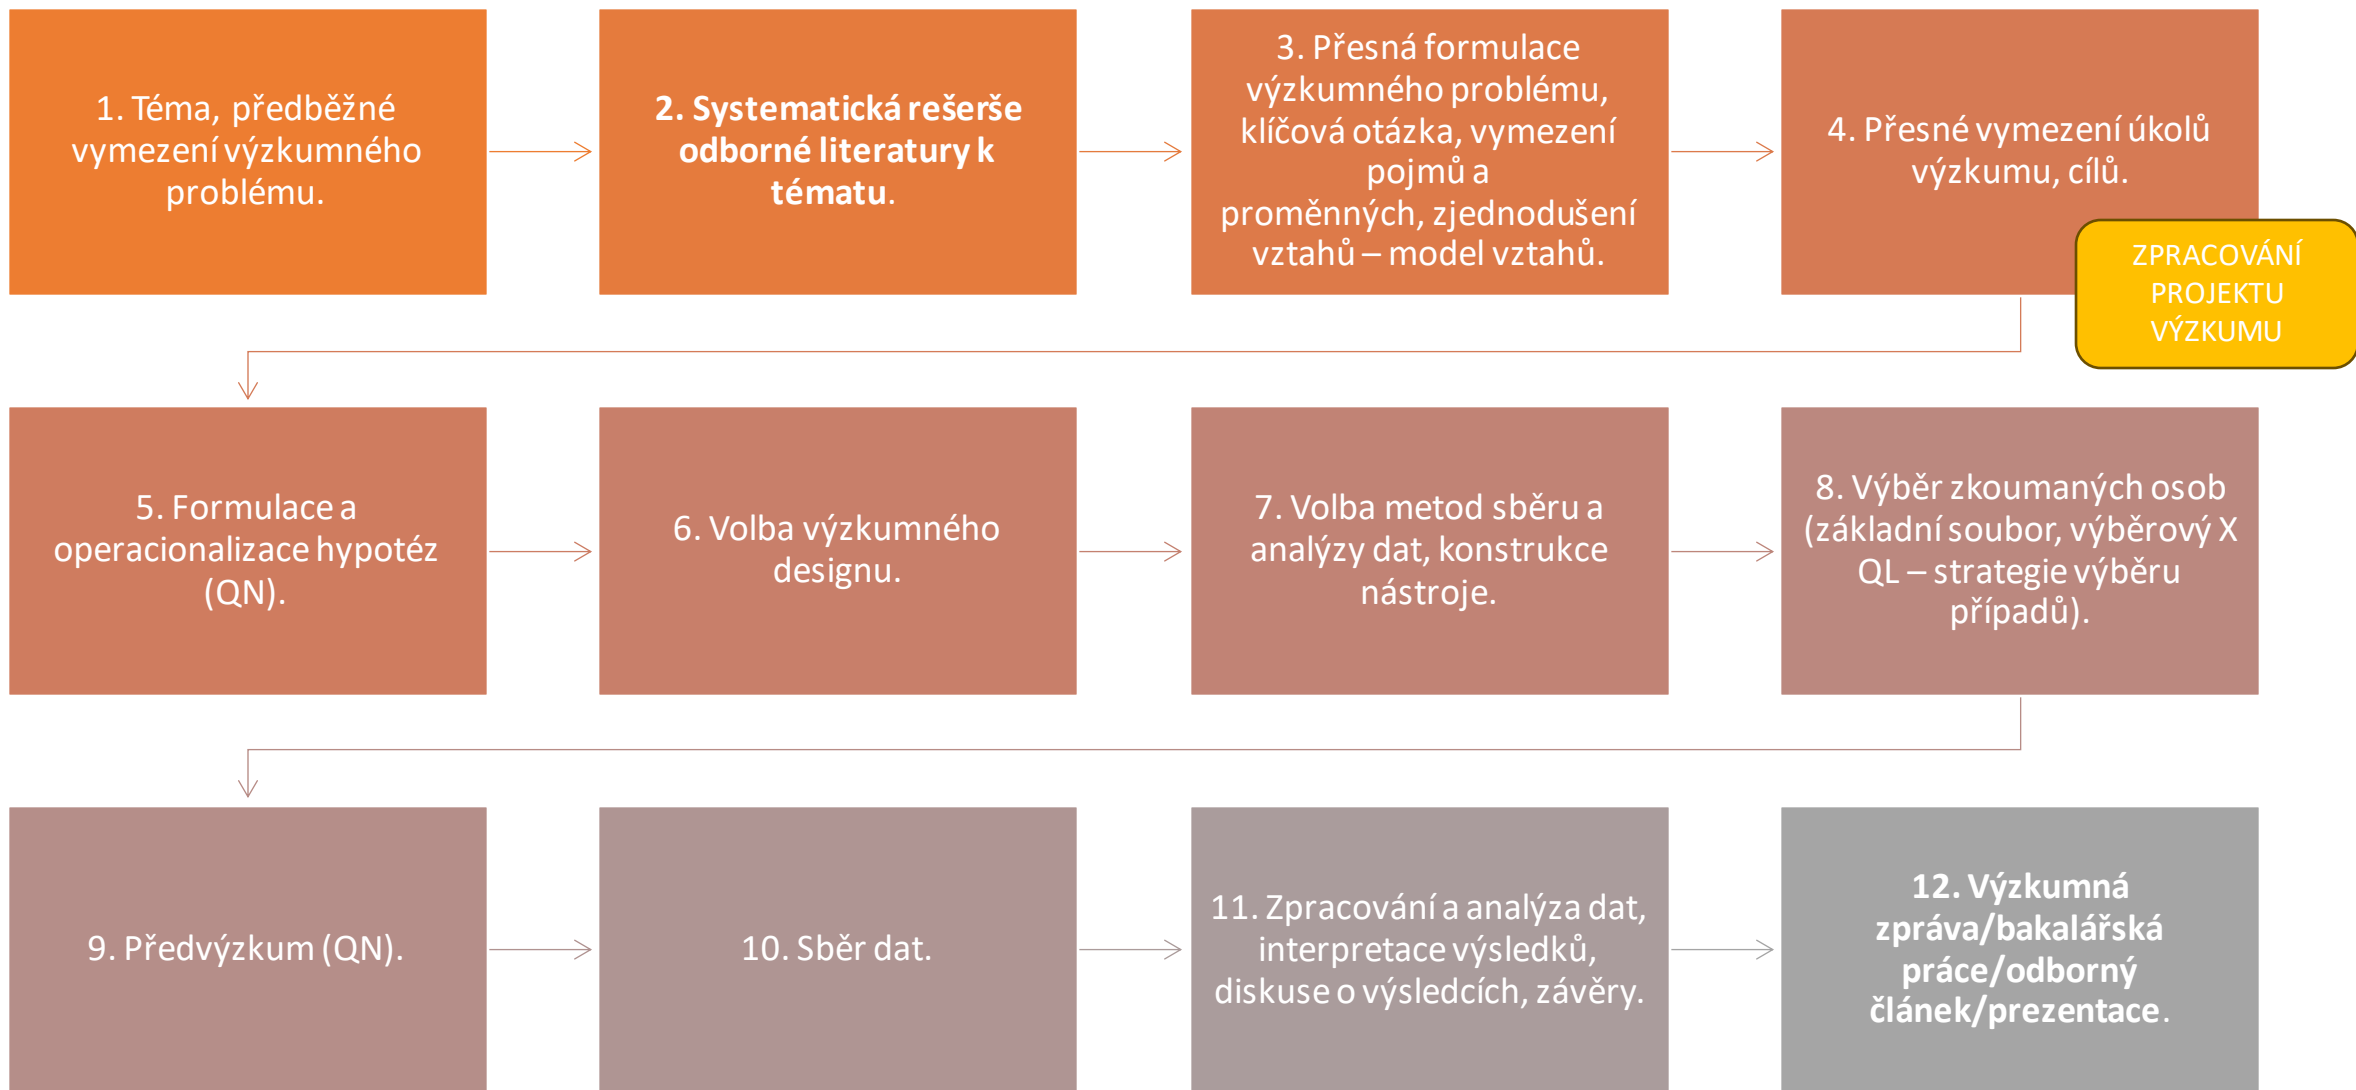 1. Téma, předběžné
vymezení výzkumného
problému.
2. Systematická rešerše
odborné literatury k
tématu.
3. Přesná formulace
výzkumného problému,
klíčová otázka, vymezení
pojmů a
proměnných, zjednodušení
vztahů – model vztahů.
4. Přesné vymezení úkolů
výzkumu, cílů.
ZPRACOVÁNÍ
PROJEKTU
VÝZKUMU
5. Formulace a
operacionalizace hypotéz
(QN).
6. Volba výzkumného
designu.
7. Volba metod sběru a
analýzy dat, konstrukce
nástroje.
8. Výběr zkoumaných osob
(základní soubor, výběrový X
QL – strategie výběru
případů).
9. Předvýzkum (QN).
10. Sběr dat.
11. Zpracování a analýza dat,
interpretace výsledků,
diskuse o výsledcích, závěry.
12. Výzkumná
zpráva/bakalářská
práce/odborný
článek/prezentace.